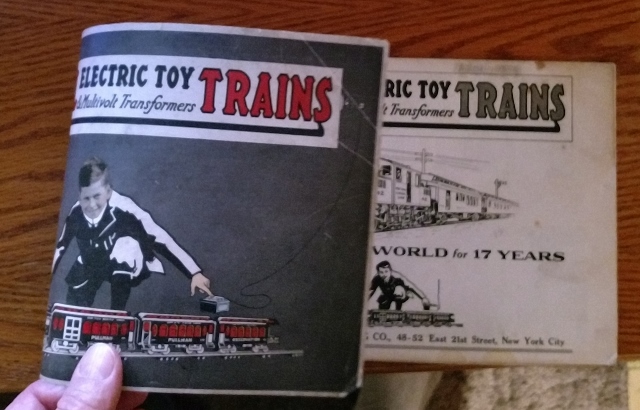 ELECTRIC TOY TRAINS
& Multivolt Transformers
PULLMAN
PULLMAN
RIC TOY TRAINS
t Transformers
WORLD for 17 YEARS
G CO., 48-52 East 21st Street, New York City